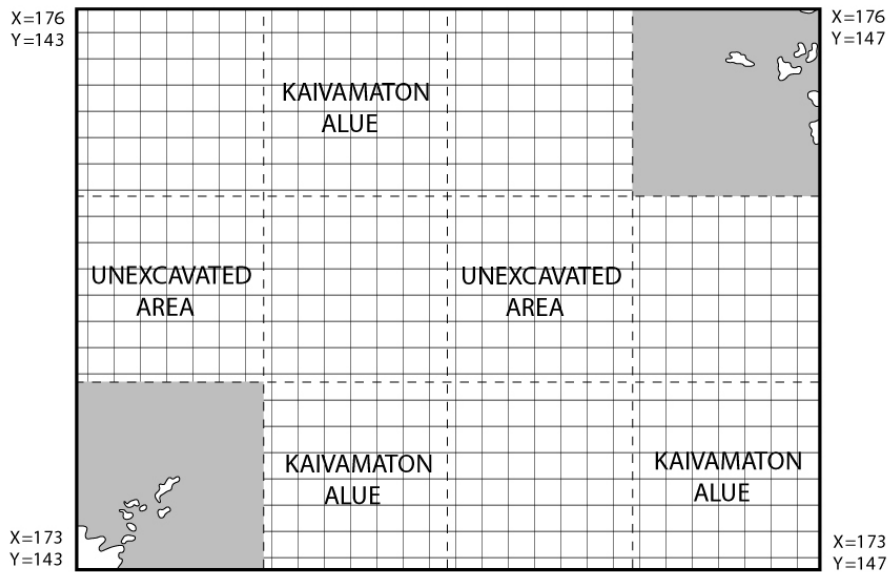 X=176
Y=143
X=176
Y=147
KAIVAMATON
ALUE
UNEXCAVATED
AREA
UNEXCAVATED
AREA
KAIVAMATON
ALUE
KAIVAMATON
ALUE
X=173
Y=143
X=173
Y=147